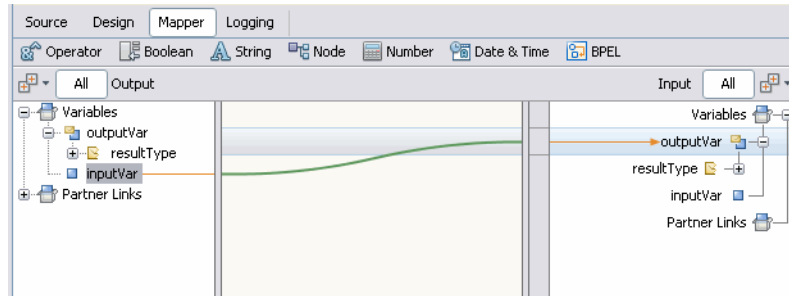 Source Design Mapper Logging
Operator Boolean String Node Number Date & Time BPEL
All Output Input All
Variables Variables
outputVar outputVar
resultType resultType
inputVar inputVar
Partner Links Partner Links